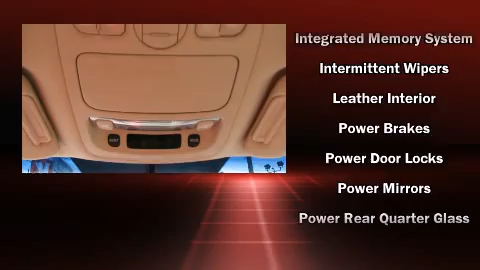 Integrated Memory System
Intermittent Wipers
Leather Interior
Power Brakes
Power Door Locks
Power Mirrors
Power Rear Quarter Glass